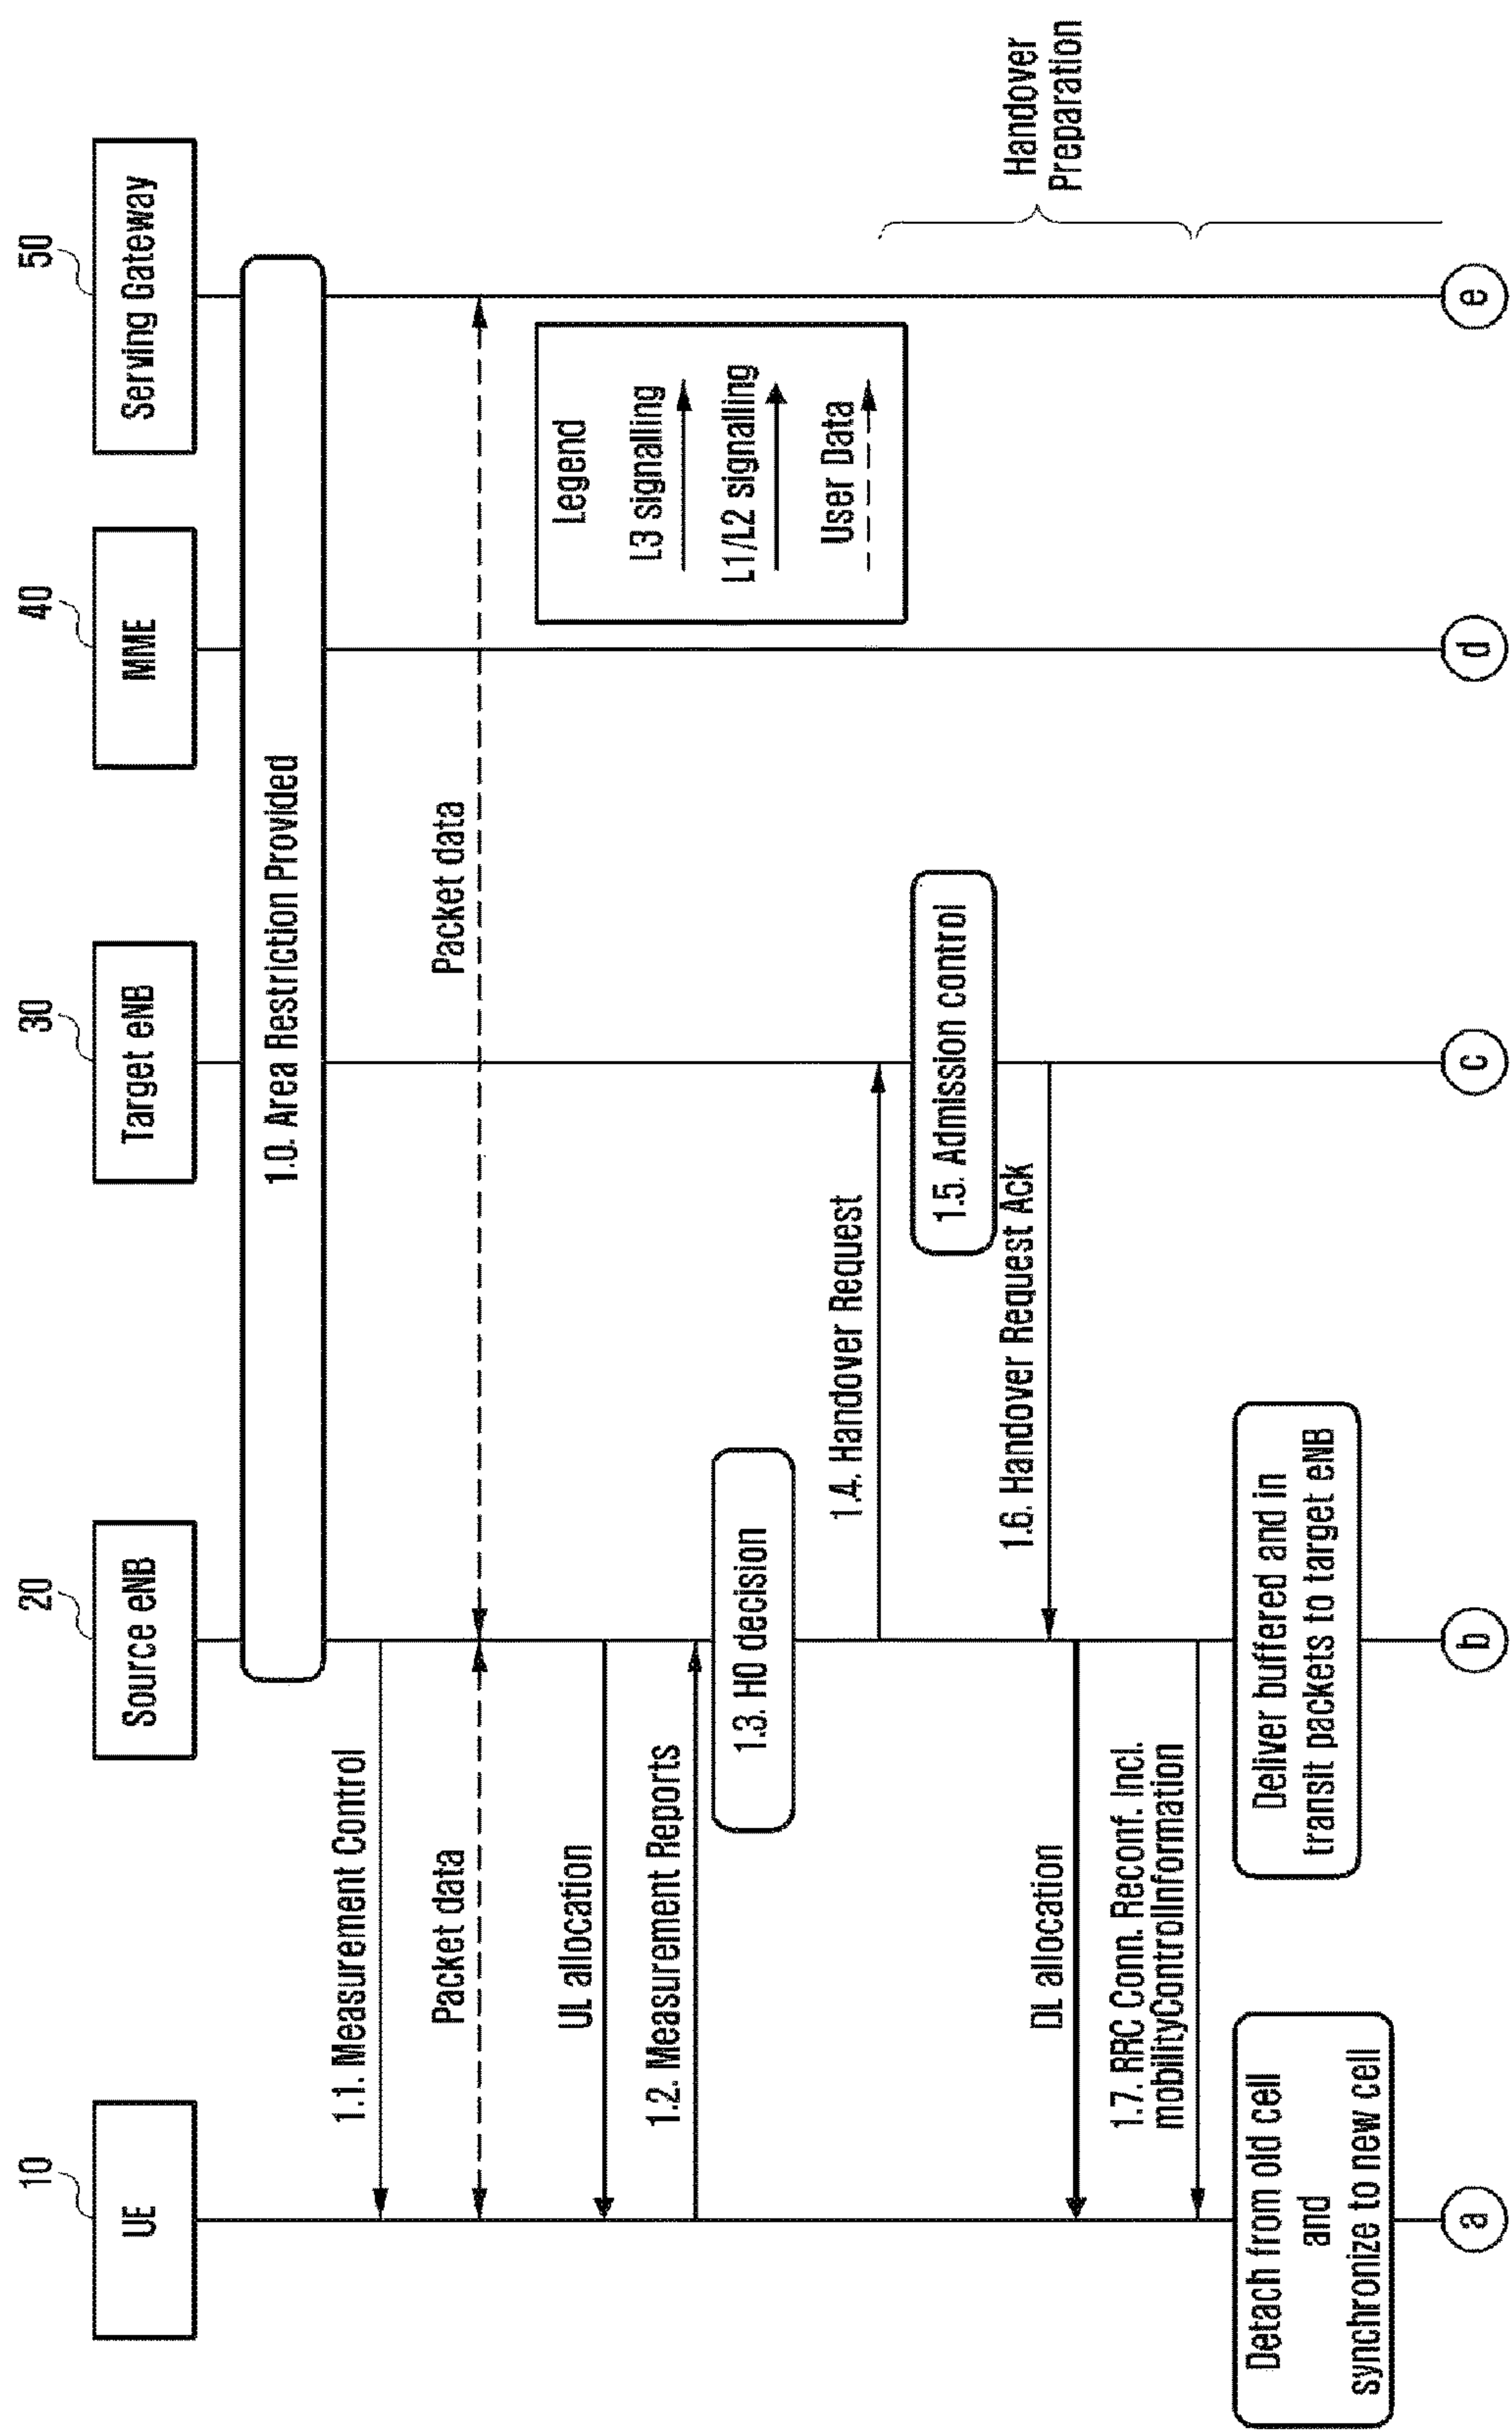 10
20
30
40
50
UE
Source eNB
Target eNB
MME
Serving Gateway
1.0. Area Restriction Provided
1.1. Measurement Control
Packet data
Packet data
UL allocation
1.2. Measurement Reports
1.3. HO decision
Legend
L3 signalling
L1/L2 signalling
User Data
1.4. Handover Request
1.5. Admission control
1.6. Handover Request Ack
DL allocation
1.7. RRC Conn. Reconf. Incl.
mobilityControlInformation
Handover
Preparation
Detach from old cell
and
synchronize to new cell
Deliver buffered and in
transit packets to target eNB
a
b
c
d
e